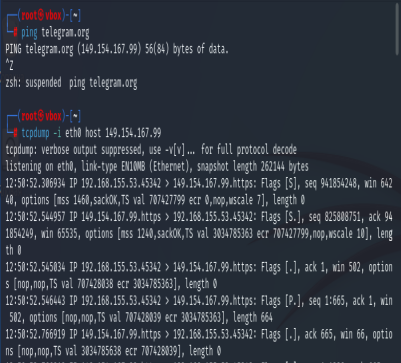 ┌──(root㉿vbox)-[~]
└─# ping telegram.org
PING telegram.org (149.154.167.99) 56(84) bytes of data.
^Z
zsh: suspended  ping telegram.org
┌──(root㉿vbox)-[~]
└─# tcpdump -i eth0 host 149.154.167.99
tcpdump: verbose output suppressed, use -v[v]... for full protocol decode
listening on eth0, link-type EN10MB (Ethernet), snapshot length 262144 bytes
12:50:52.306934 IP 192.168.155.53.45342 > 149.154.167.99.https: Flags [S], seq 941854248, win 642
40, options [mss 1460,sackOK,TS val 707427799 ecr 0,nop,wscale 7], length 0
12:50:52.544957 IP 149.154.167.99.https > 192.168.155.53.45342: Flags [S.], seq 825808751, ack 94
1854249, win 65535, options [mss 1240,sackOK,TS val 3034785363 ecr 707427799,nop,wscale 10], leng
th 0
12:50:52.545034 IP 192.168.155.53.45342 > 149.154.167.99.https: Flags [.], ack 1, win 502, option
s [nop,nop,TS val 707428038 ecr 3034785363], length 0
12:50:52.546443 IP 192.168.155.53.45342 > 149.154.167.99.https: Flags [P.], seq 1:665, ack 1, win
 502, options [nop,nop,TS val 707428039 ecr 3034785363], length 664
12:50:52.766919 IP 149.154.167.99.https > 192.168.155.53.45342: Flags [.], ack 665, win 66, optio
ns [nop,nop,TS val 3034785636 ecr 707428039], length 0